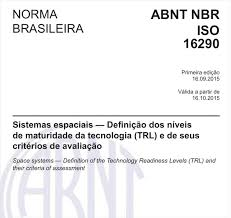 NORMA
BRASILEIRA
ABNT NBR
ISO
16290
Primeira edição
16.09.2015
Válida a partir de
16.10.2015
Sistemas espaciais — Definição dos níveis
de maturidade da tecnologia (TRL) e de seus
critérios de avaliação
Space systems — Definition of the Technology Readiness Levels (TRL) and
their criteria of assessment
ABNT